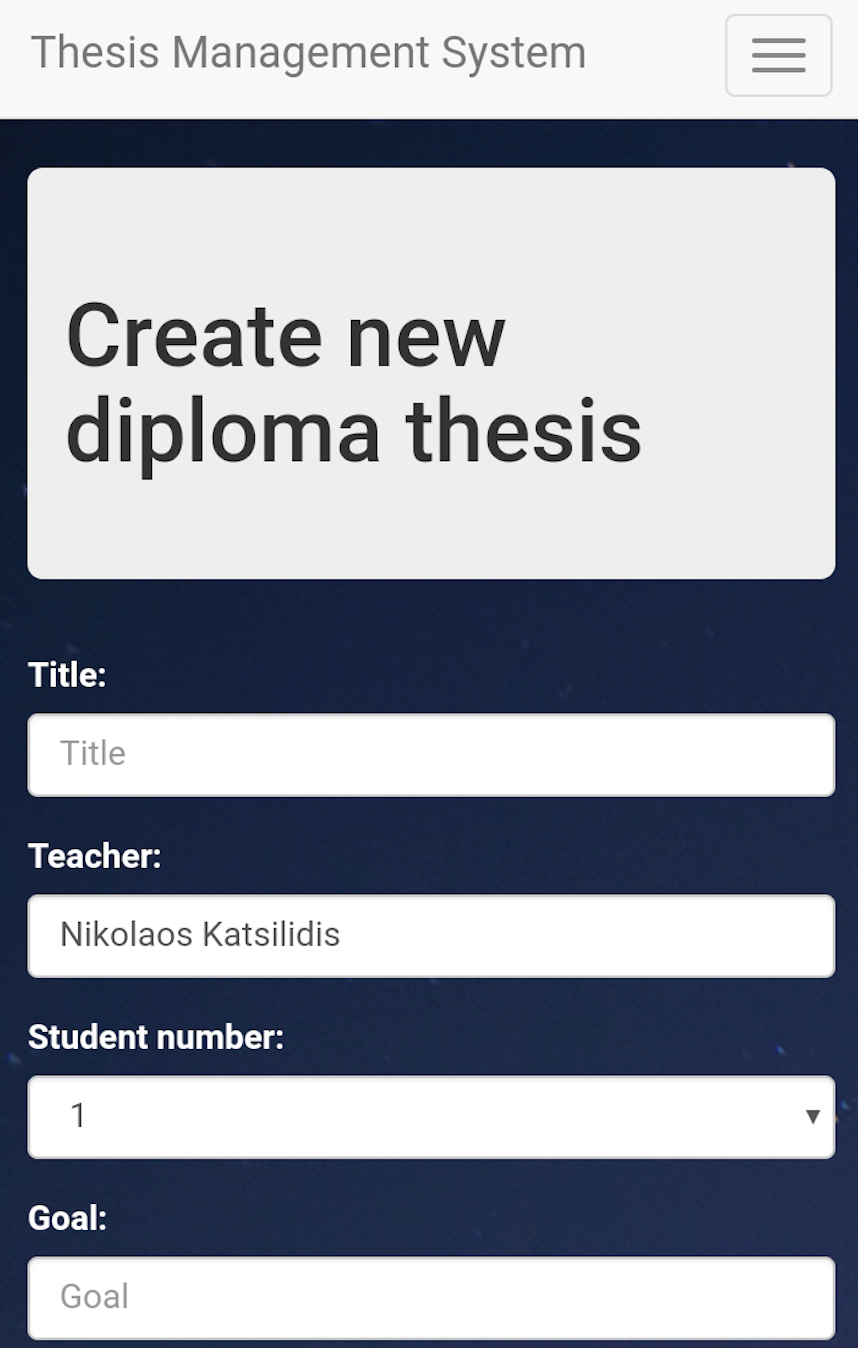 Thesis Management System
Create new
diploma thesis
Title:
Title
Teacher:
Nikolaos Katsilidis
Student number:
1
Goal:
Goal